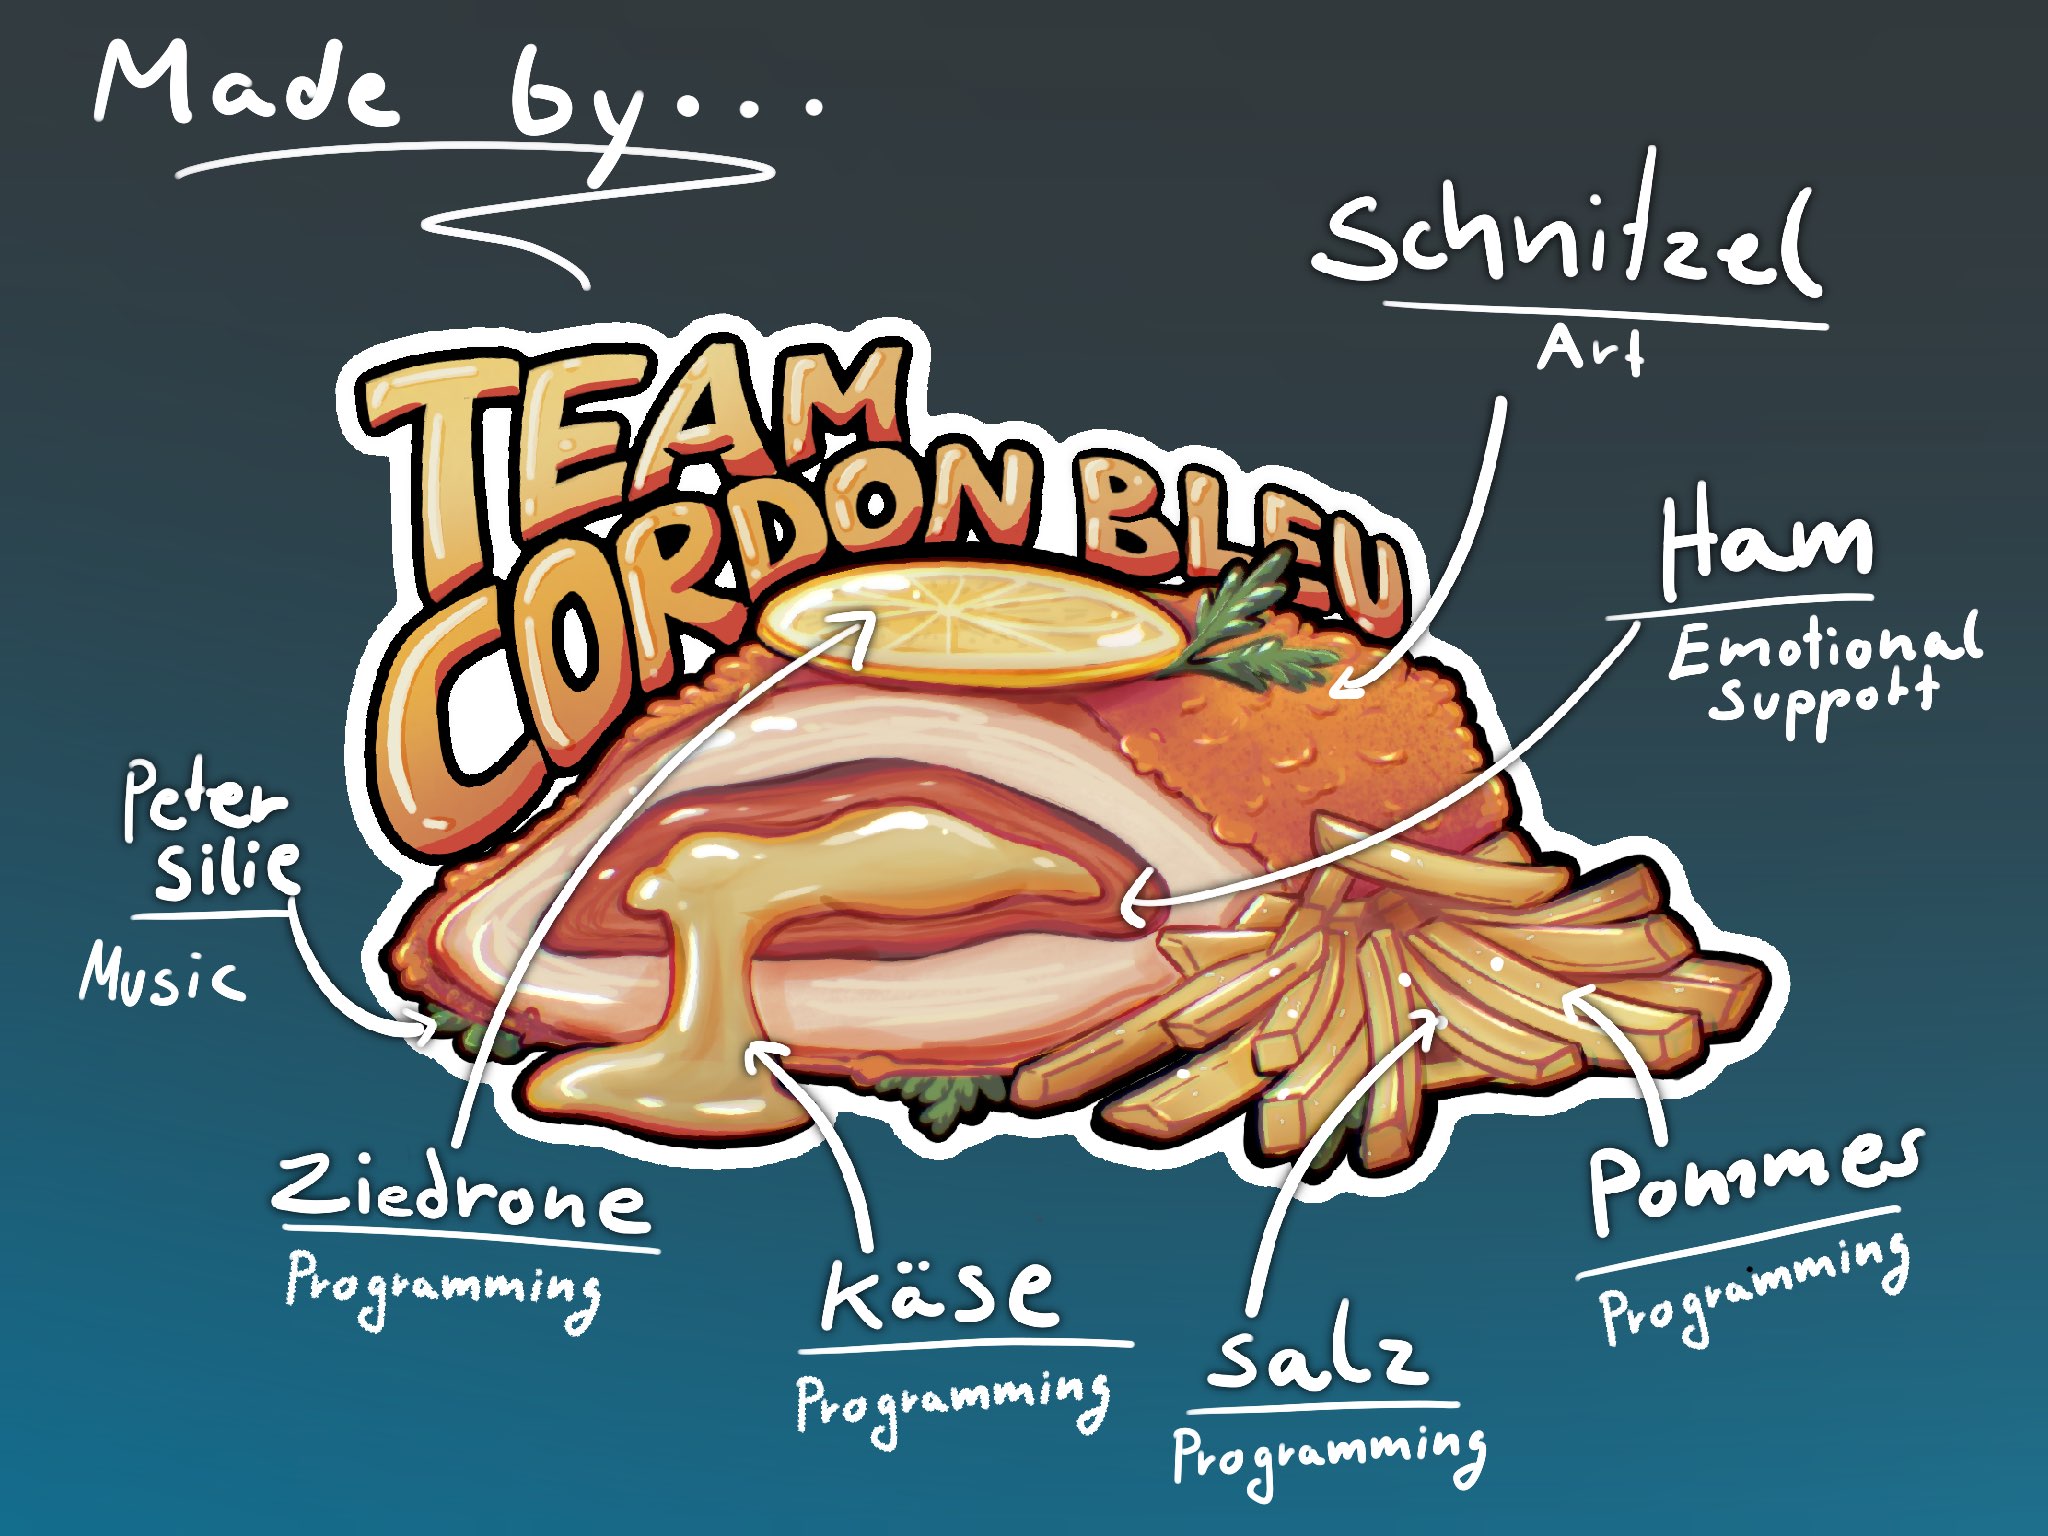 Made by...
TEAM
CORDON BLEU
Schnitzel
Art
Ham
Emotional
support
Peter
silie
Music
Ziedrone
Programming
Käse
Programming
Salz
Programming
Pommes
Programming